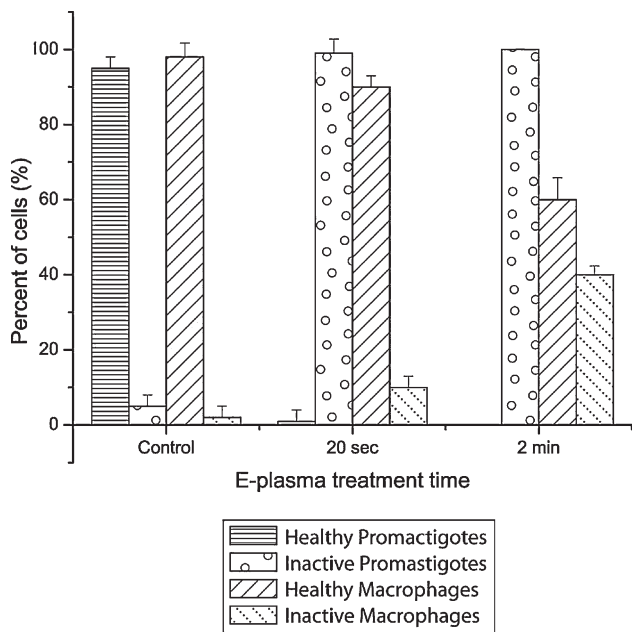 100
80
60
40
20
0
Percent of cells (%)
Control
20 sec
2 min
E-plasma treatment time
Healthy Promactigotes
Inactive Promastigotes
Healthy Macrophages
Inactive Macrophages